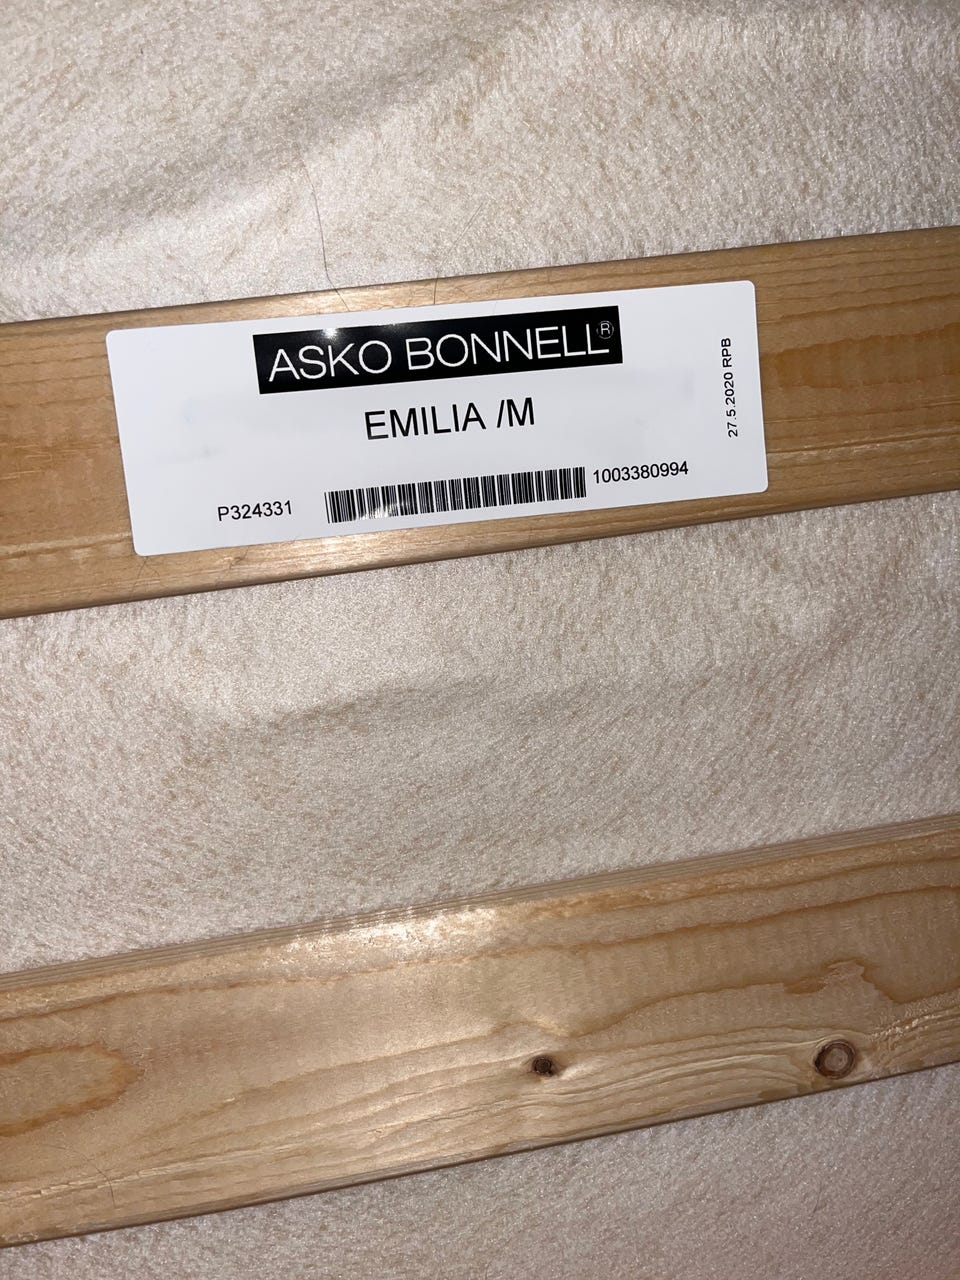 ASKO BONNELL®
EMILIA /M
P324331 1003380994
27.5.2020 RPB